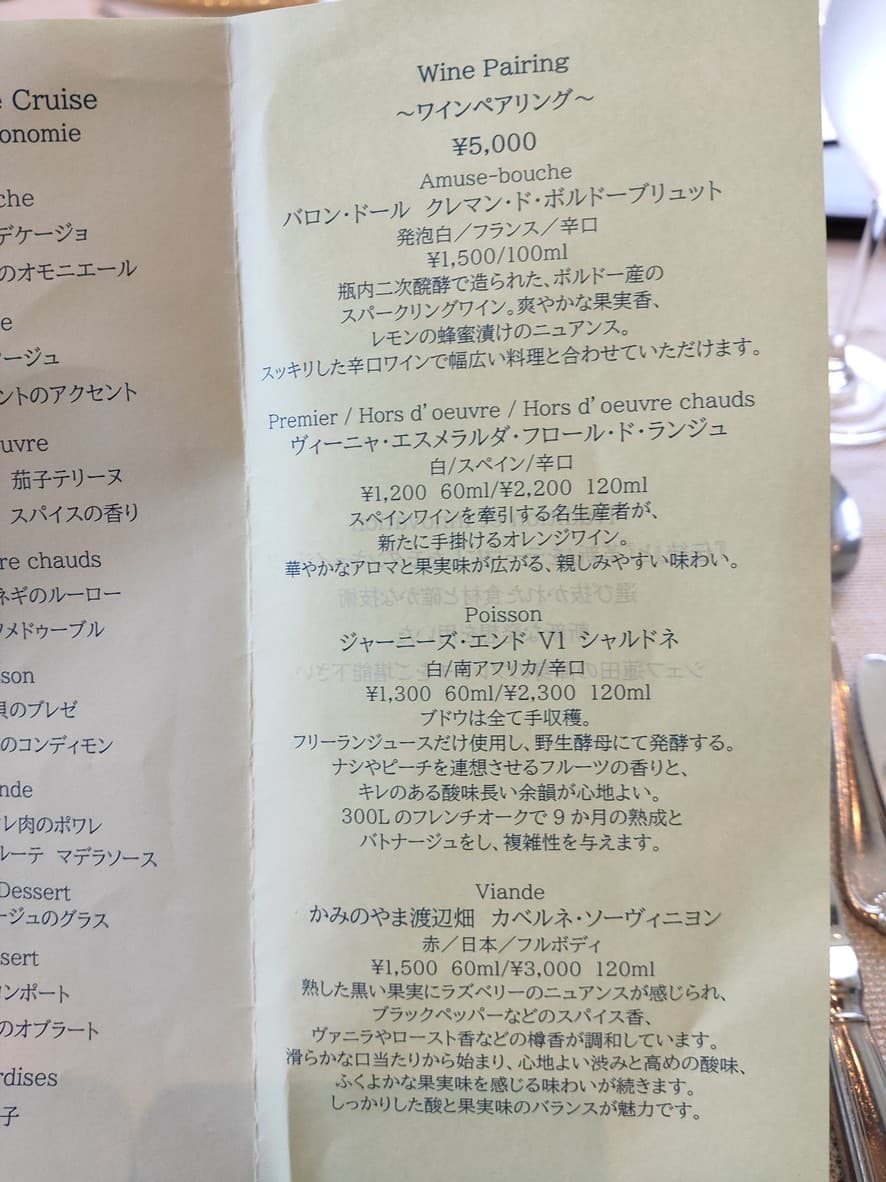 e Cruise
onomie
che
デケージョ
のオモニエール
e
ージュ
ントのアクセント
uvre
茄子テリーヌ
スパイスの香り
re chauds
ネギのルーロー
メドゥーブル
son
貝のブレゼ
のコンディモン
nde
レ肉のポワレ
ルーテ マデラソース
Dessert
ージュのグラス
sert
コンポート
のオブラート
rdises
子
Wine Pairing
～ワインペアリング～
¥5,000
Amuse-bouche
バロン・ドール クレマン・ド・ボルドーブリュット
発泡白／フランス／辛口
¥1,500/100ml
瓶内二次醗酵で造られた、ボルドー産の
スパークリングワイン。爽やかな果実香、
レモンの蜂蜜漬けのニュアンス。
スッキリした辛口ワインで幅広い料理と合わせていただけます。
Premier / Hors d' oeuvre / Hors d' oeuvre chauds
ヴィーニャ・エスメラルダ・フロール・ド・ランジュ
白/スペイン/辛口
¥1,200 60ml/¥2,200 120ml
スペインワインを牽引する名生産者が、
新たに手掛けるオレンジワイン。
華やかなアロマと果実味が広がる、親しみやすい味わい。
Poisson
ジャーニーズ・エンド V1 シャルドネ
白/南アフリカ/辛口
¥1,300 60ml/¥2,300 120ml
ブドウは全て手収穫。
フリーランジュースだけ使用し、野生酵母にて発酵する。
ナシやピーチを連想させるフルーツの香りと、
キレのある酸味長い余韻が心地よい。
300Lのフレンチオークで9か月の熟成と
バトナージュをし、複雑性を与えます。
Viande
かみのやま渡辺畑 カベルネ・ソーヴィニヨン
赤／日本／フルボディ
¥1,500 60ml/¥3,000 120ml
熟した黒い果実にラズベリーのニュアンスが感じられ、
ブラックペッパーなどのスパイス香、
ヴァニラやロースト香などの樽香が調和しています。
滑らかな口当たりから始まり、心地よい渋みと高めの酸味、
ふくよかな果実味を感じる味わいが続きます。
しっかりした酸と果実味のバランスが魅力です。